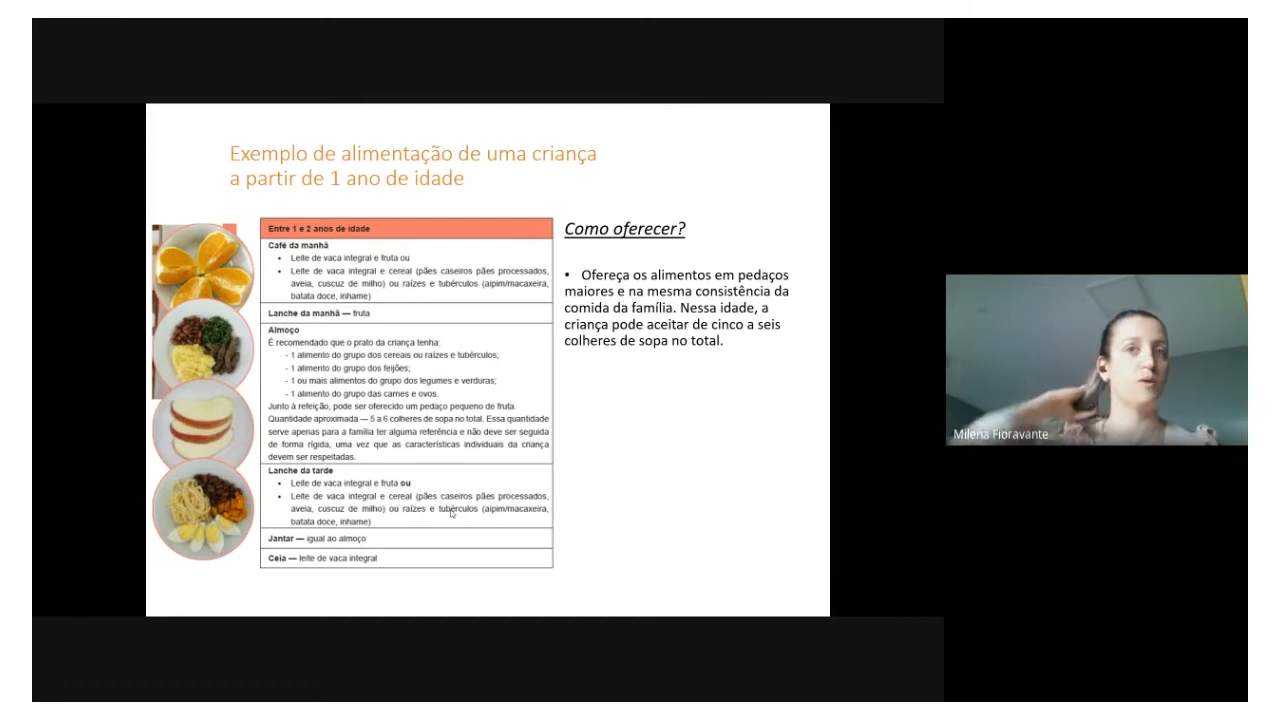 Exemplo de alimentação de uma criança
a partir de 1 ano de idade
Entre 1 e 2 anos de idade
Café da manhã
• Leite de vaca integral e fruta ou
• Leite de vaca integral e cereal (pães caseiros pães processados,
aveia, cuscuz de milho) ou raízes e tubérculos (aipim/macaxeira,
batata doce, inhame)
Lanche da manhã — fruta
Almoço
É recomendado que o prato da criança tenha:
- 1 alimento do grupo dos cereais ou raízes e tubérculos;
- 1 alimento do grupo dos feijões;
- 1 ou mais alimentos do grupo dos legumes e verduras;
- 1 alimento do grupo das carnes e ovos.
Junto à refeição, pode ser oferecido um pedaço pequeno de fruta.
Quantidade aproximada — 5 a 6 colheres de sopa no total. Essa quantidade
serve apenas para a família ter alguma referência e não deve ser seguida
de forma rígida, uma vez que as características individuais da criança
devem ser respeitadas.
Lanche da tarde
• Leite de vaca integral e fruta ou
• Leite de vaca integral e cereal (pães caseiros pães processados,
aveia, cuscuz de milho) ou raízes e tubérculos (aipim/macaxeira,
batata doce, inhame)
Jantar — igual ao almoço
Ceia — leite de vaca integral
Como oferecer?
• Ofereça os alimentos em pedaços
maiores e na mesma consistência da
comida da família. Nessa idade, a
criança pode aceitar de cinco a seis
colheres de sopa no total.
Milena Fioravante